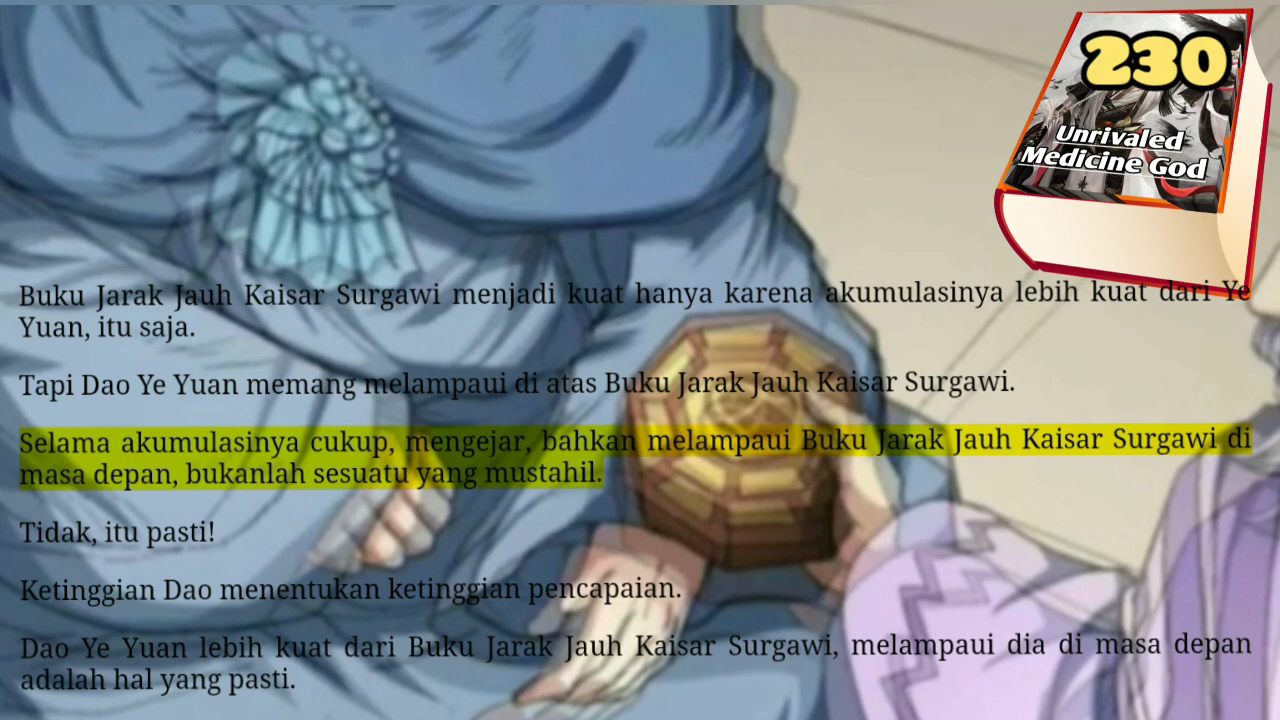 230
Unrivaled
Medicine God
Buku Jarak Jauh Kaisar Surgawi menjadi kuat hanya karena akumulasinya lebih kuat dari Ye
Yuan, itu saja.
Tapi Dao Ye Yuan memang melampaui di atas Buku Jarak Jauh Kaisar Surgawi.
Selama akumulasinya cukup, mengejar, bahkan melampaui Buku Jarak Jauh Kaisar Surgawi di
masa depan, bukanlah sesuatu yang mustahil.
Tidak, itu pasti!
Ketinggian Dao menentukan ketinggian pencapaian.
Dao Ye Yuan lebih kuat dari Buku Jarak Jauh Kaisar Surgawi, melampaui dia di masa depan
adalah hal yang pasti.